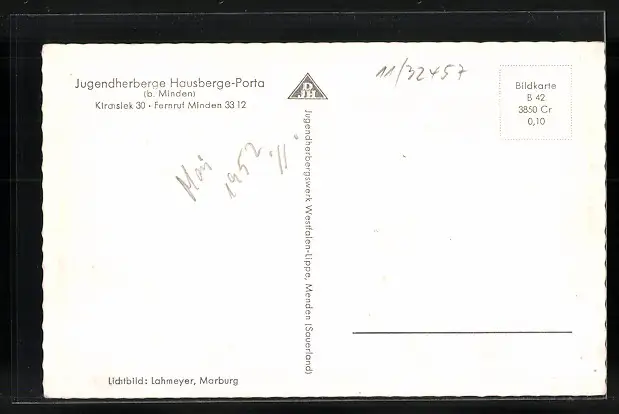 Jugendherberge Hausberge-Porta
(b. Minden)
Kirchsiek 30 · Fernruf Minden 33 12
Mai
1952
DJH
Jugendherbergswerk Westfalen-Lippe, Menden (Sauerland)
11/32457
Bildkarte
B 42
3850 Cr
0,10
Lichtbild: Lahmeyer, Marburg